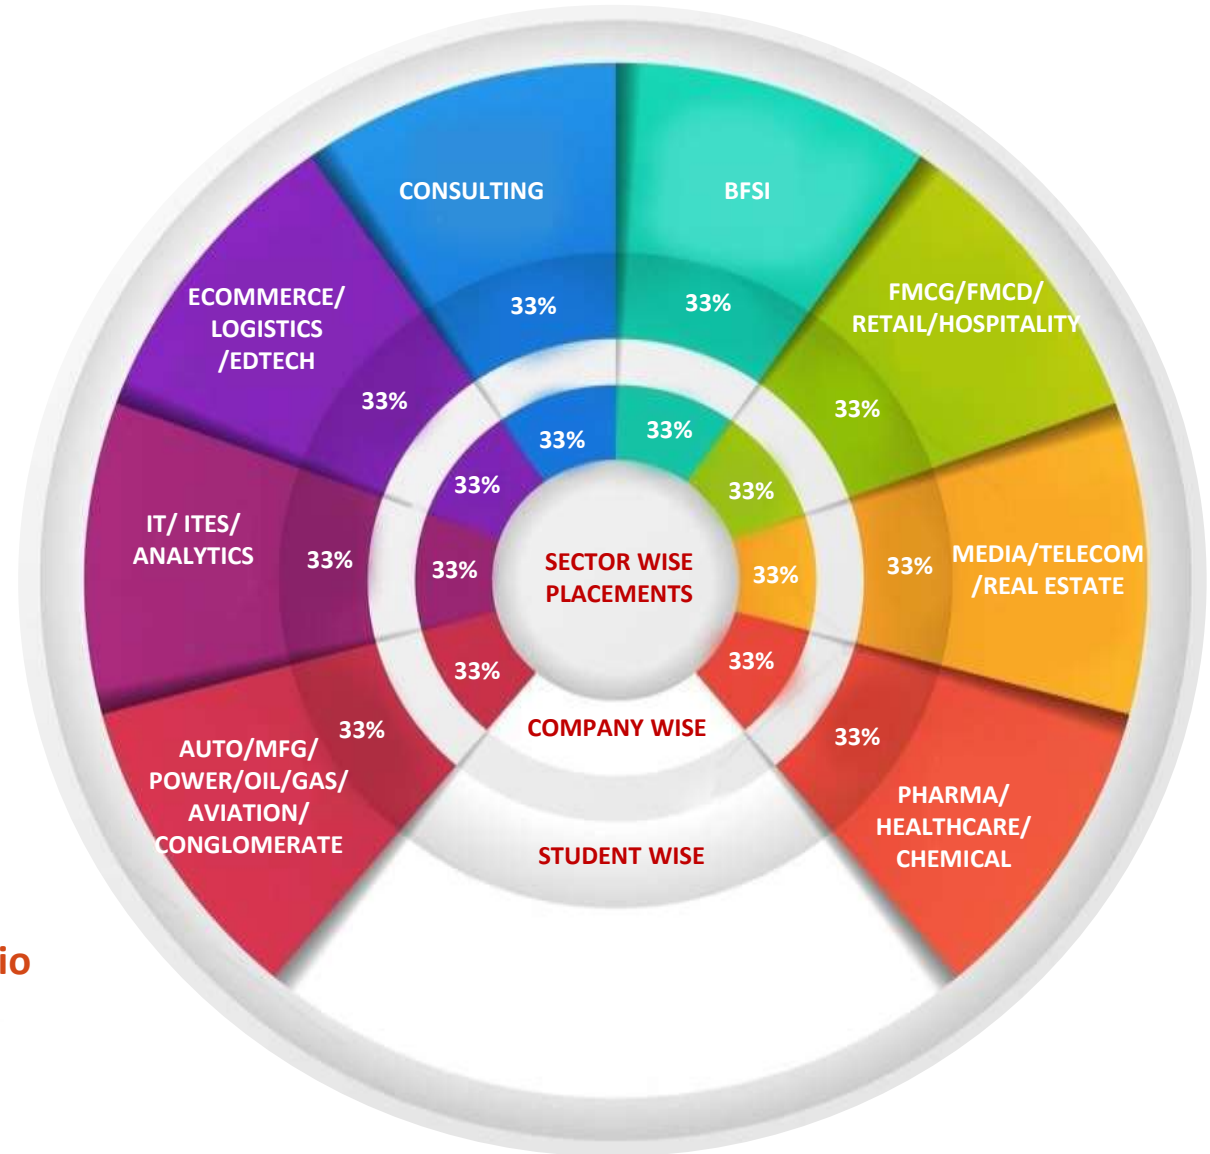 CONSULTING
33%
33%
BFSI
33%
33%
FMCG/FMCD/
RETAIL/HOSPITALITY
33%
33%
MEDIA/TELECOM
/REAL ESTATE
33%
33%
PHARMA/
HEALTHCARE/
CHEMICAL
33%
33%
AUTO/MFG/
POWER/OIL/GAS/
AVIATION/
CONGLOMERATE
33%
33%
IT/ ITES/
ANALYTICS
33%
33%
ECOMMERCE/
LOGISTICS
/EDTECH
33%
33%
SECTOR WISE
PLACEMENTS
COMPANY WISE
STUDENT WISE
io